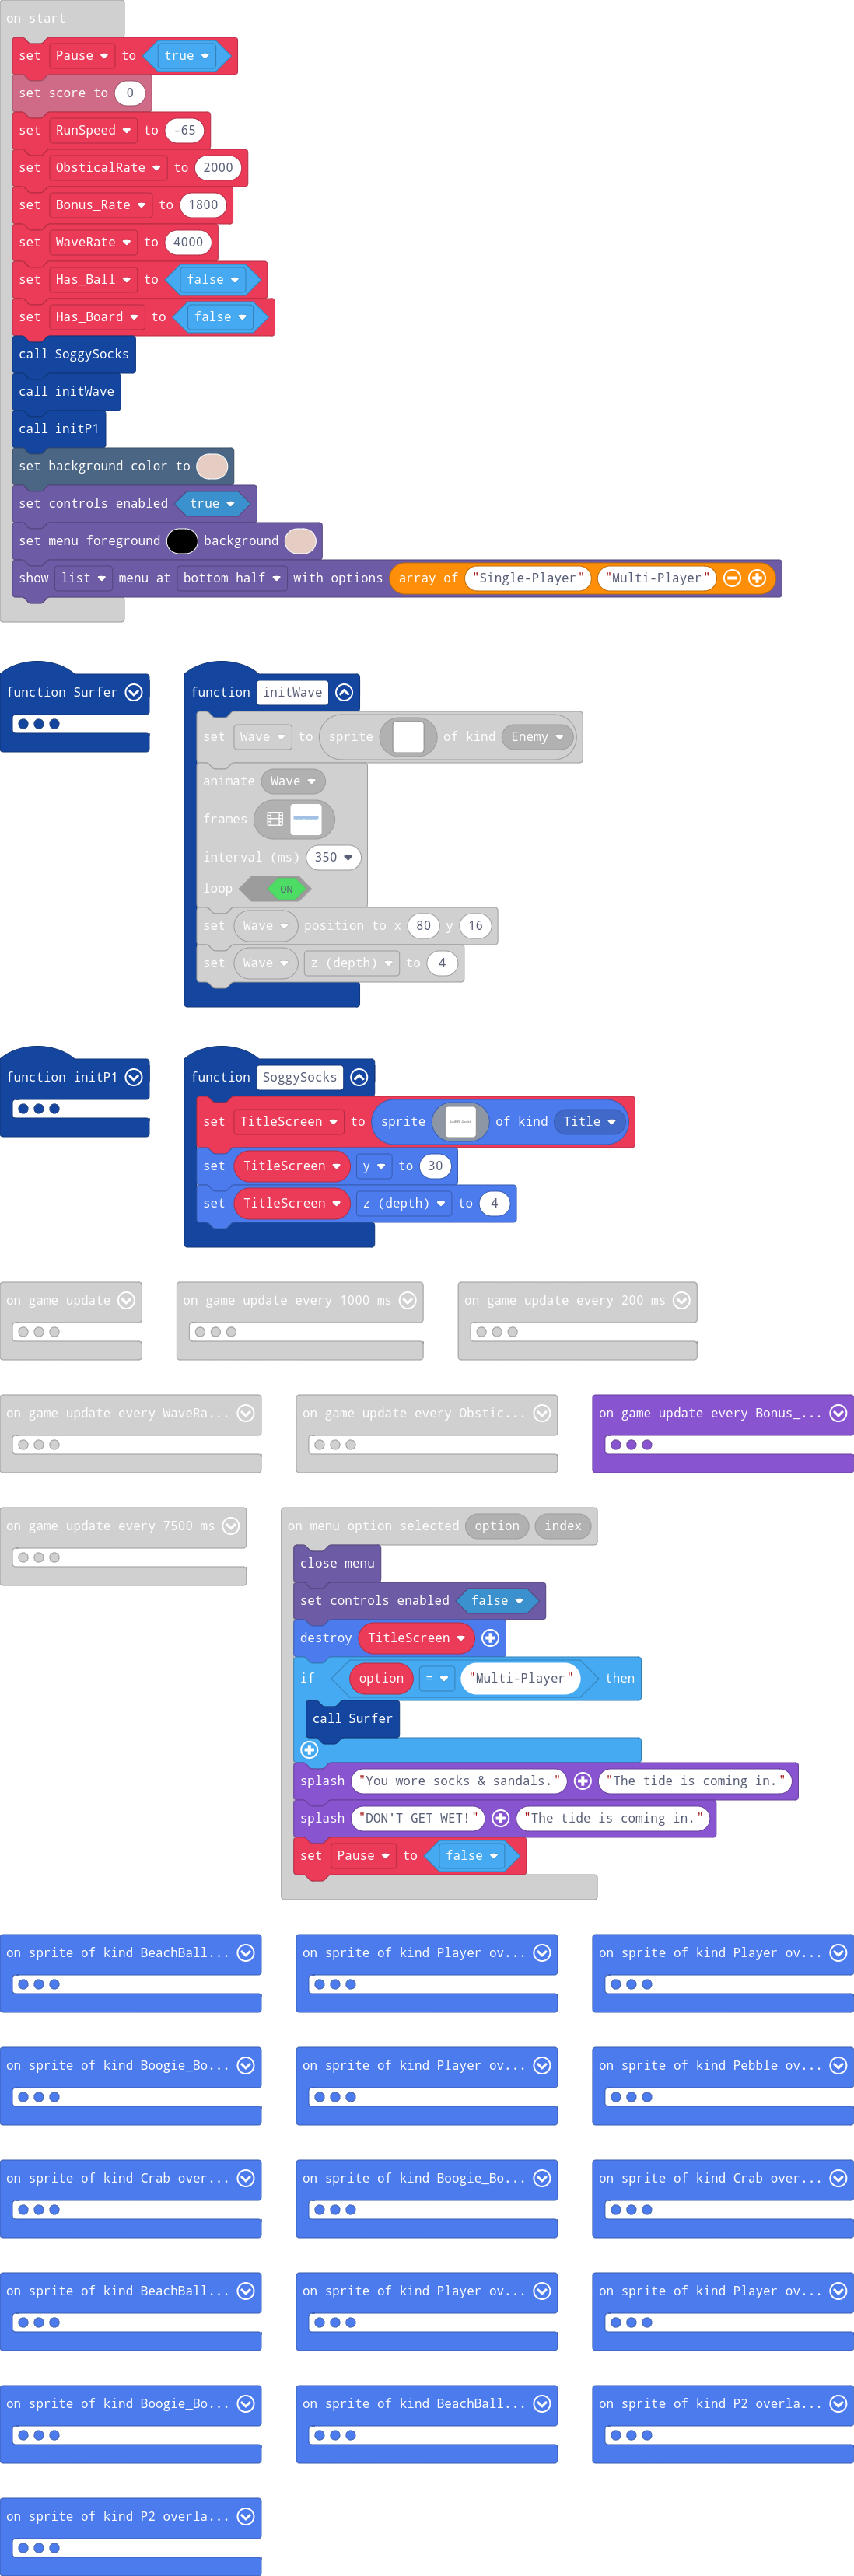 on start
set Pause to true
set score to 0
set RunSpeed to -65
set ObsticalRate to 2000
set Bonus_Rate to 1800
set WaveRate to 4000
set Has_Ball to false
set Has_Board to false
call SoggySocks
call initWave
call initP1
set background color to
set controls enabled true
set menu foreground background
show list menu at bottom half with options array of "Single-Player" "Multi-Player"
function Surfer
function initWave
set Wave to sprite of kind Enemy
animate Wave
frames
interval (ms) 350
loop ON
set Wave position to x 80 y 16
set Wave z (depth) to 4
function initP1
function SoggySocks
set TitleScreen to sprite of kind Title
set TitleScreen y to 30
set TitleScreen z (depth) to 4
on game update
on game update every 1000 ms
on game update every 200 ms
on game update every WaveRa...
on game update every Obstic...
on game update every Bonus_...
on game update every 7500 ms
on menu option selected option index
close menu
set controls enabled false
destroy TitleScreen
if option = "Multi-Player" then
call Surfer
splash "You wore socks & sandals." "The tide is coming in."
splash "DON'T GET WET!" "The tide is coming in."
set Pause to false
on sprite of kind BeachBall...
on sprite of kind Player ov...
on sprite of kind Player ov...
on sprite of kind Boogie_Bo...
on sprite of kind Player ov...
on sprite of kind Pebble ov...
on sprite of kind Crab over...
on sprite of kind Boogie_Bo...
on sprite of kind Crab over...
on sprite of kind BeachBall...
on sprite of kind Player ov...
on sprite of kind Player ov...
on sprite of kind Boogie_Bo...
on sprite of kind BeachBall...
on sprite of kind P2 overla...
on sprite of kind P2 overla...